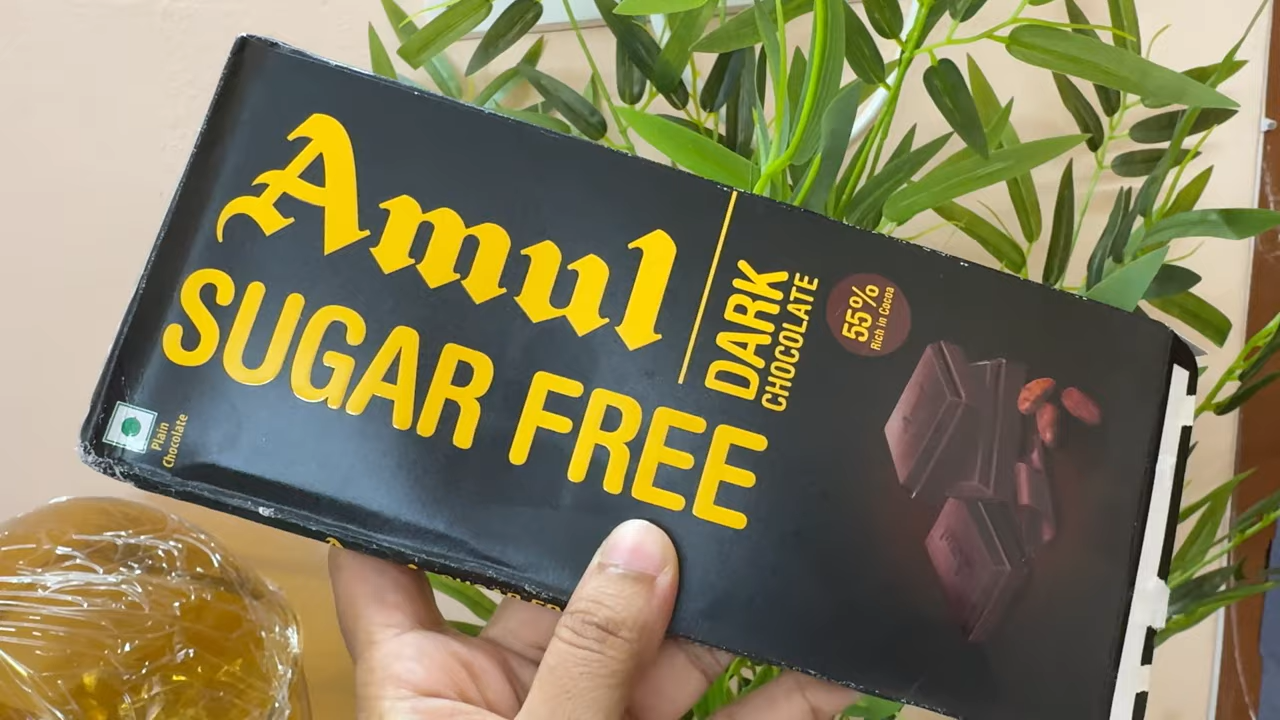 Amul
SUGAR FREE
DARK
CHOCOLATE
55%
Rich in Cocoa
Plain
Chocolate